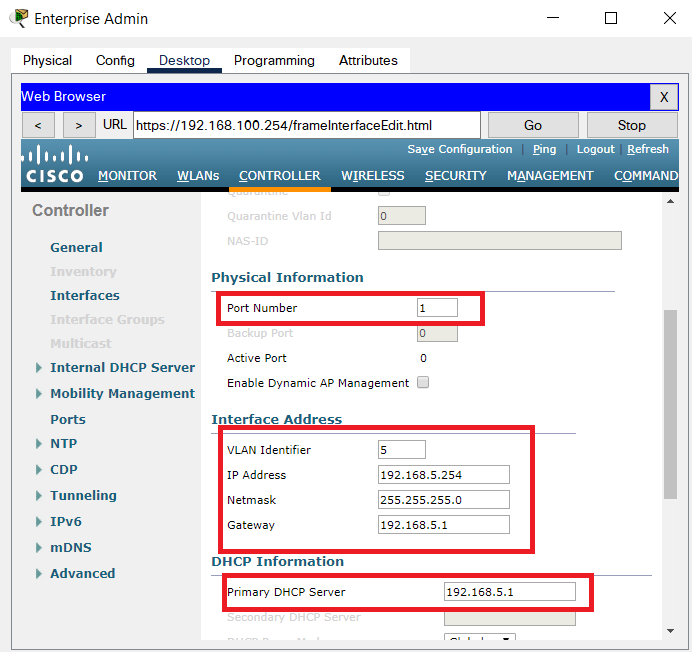 Enterprise Admin
Physical Config Desktop Programming Attributes
Web Browser X
< > URL https://192.168.100.254/frameInterfaceEdit.html Go Stop
Save Configuration | Ping | Logout | Refresh
CISCO MONITOR WLANs CONTROLLER WIRELESS SECURITY MANAGEMENT COMMAND
Controller
General
Inventory
Interfaces
Interface Groups
Multicast
Internal DHCP Server
Mobility Management
Ports
NTP
CDP
Tunneling
IPv6
mDNS
Advanced
Quarantine
Quarantine Vlan Id 0
NAS-ID
Physical Information
Port Number 1
Backup Port 0
Active Port 0
Enable Dynamic AP Management
Interface Address
VLAN Identifier 5
IP Address 192.168.5.254
Netmask 255.255.255.0
Gateway 192.168.5.1
DHCP Information
Primary DHCP Server 192.168.5.1
Secondary DHCP Server